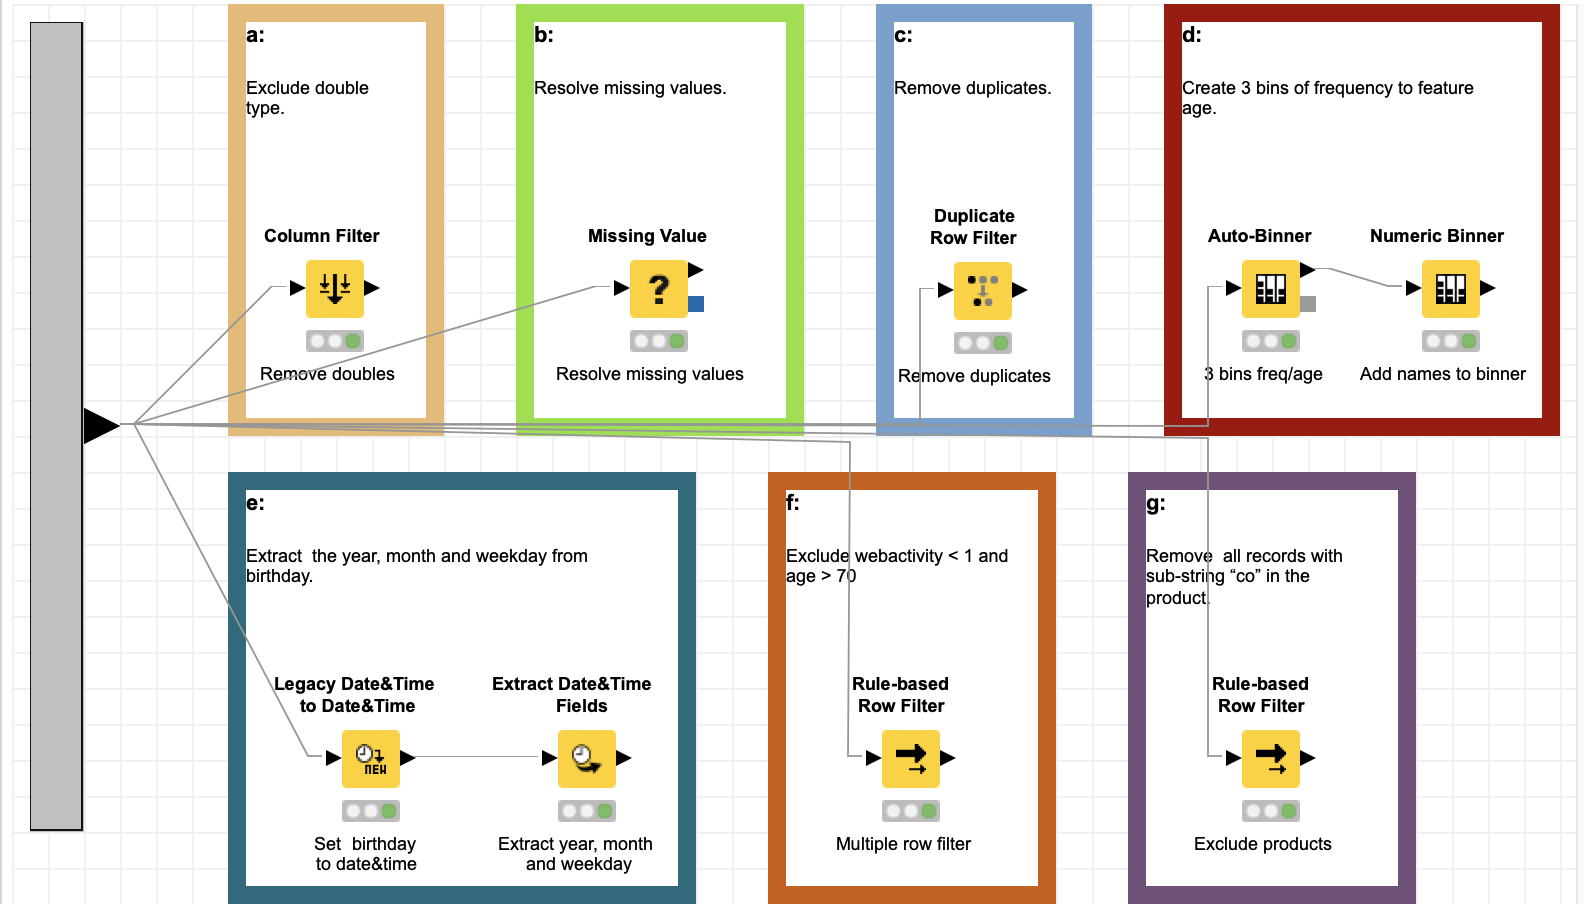 a:
Exclude double
type.
Column Filter
Remove doubles
b:
Resolve missing values.
Missing Value
?
Resolve missing values
c:
Remove duplicates.
Duplicate
Row Filter
Remove duplicates
d:
Create 3 bins of frequency to feature
age.
Auto-Binner
3 bins freq/age
Numeric Binner
Add names to binner
e:
Extract  the year, month and weekday from
birthday.
Legacy Date&Time
to Date&Time
NEW
Set  birthday
to date&time
Extract Date&Time
Fields
Extract year, month
and weekday
f:
Exclude webactivity < 1 and
age > 70
Rule-based
Row Filter
Multiple row filter
g:
Remove  all records with
sub-string “co” in the
product.
Rule-based
Row Filter
Exclude products